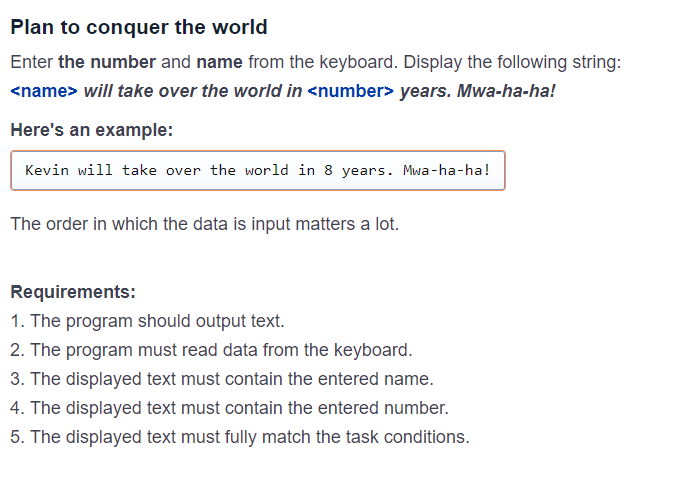 Plan to conquer the world
Enter the number and name from the keyboard. Display the following string:
<name> will take over the world in <number> years. Mwa-ha-ha!
Here's an example:
Kevin will take over the world in 8 years. Mwa-ha-ha!
The order in which the data is input matters a lot.
Requirements:
1. The program should output text.
2. The program must read data from the keyboard.
3. The displayed text must contain the entered name.
4. The displayed text must contain the entered number.
5. The displayed text must fully match the task conditions.